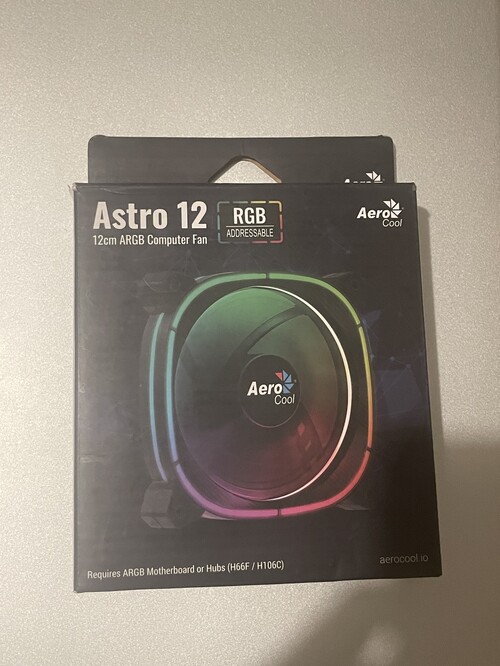 Astro 12
12cm ARGB Computer Fan
RGB
ADDRESSABLE
Aero
Cool
Aero
Cool
Requires ARGB Motherboard or Hubs (H66F / H106C)
aerocool.io